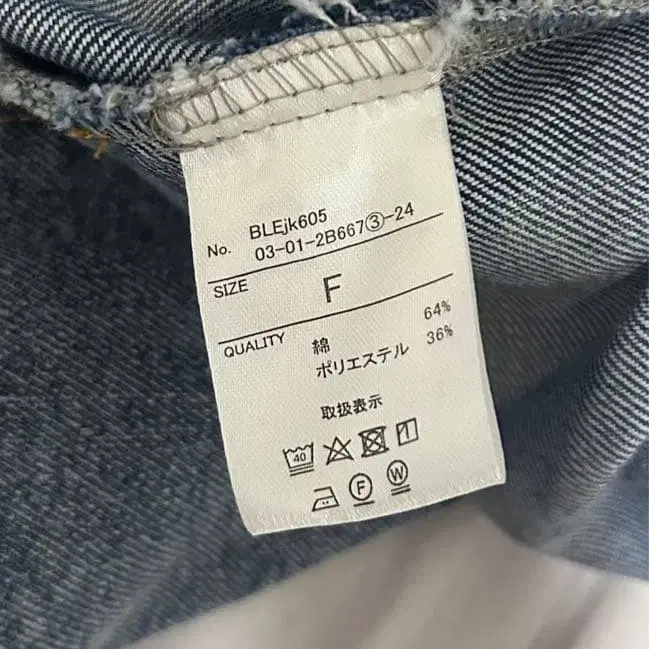 No. BLEjk605
03-01-2B667③-24
SIZE F
QUALITY 綿 64%
ポリエステル 36%
取扱表示
40
F W